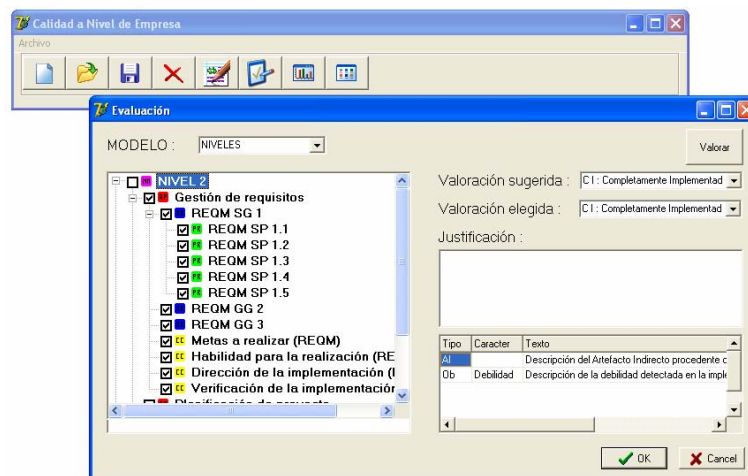 Calidad a Nivel de Empresa
Archivo
Evaluación
MODELO : NIVELES
Valorar
NIVEL 2
Gestión de requisitos
REQM SG 1
REQM SP 1.1
REQM SP 1.2
REQM SP 1.3
REQM SP 1.4
REQM SP 1.5
REQM GG 2
REQM GG 3
Metas a realizar (REQM)
Habilidad para la realización (RE
Dirección de la implementación (
Verificación de la implementación
Planificación de proyecto
Valoración sugerida : C I : Completamente Implementad
Valoración elegida : C I : Completamente Implementad
Justificación :
Tipo Caracter Texto
AI Descripción del Artefacto Indirecto procedente
Ob Debilidad Descripción de la debilidad detectada en la imple
OK Cancel